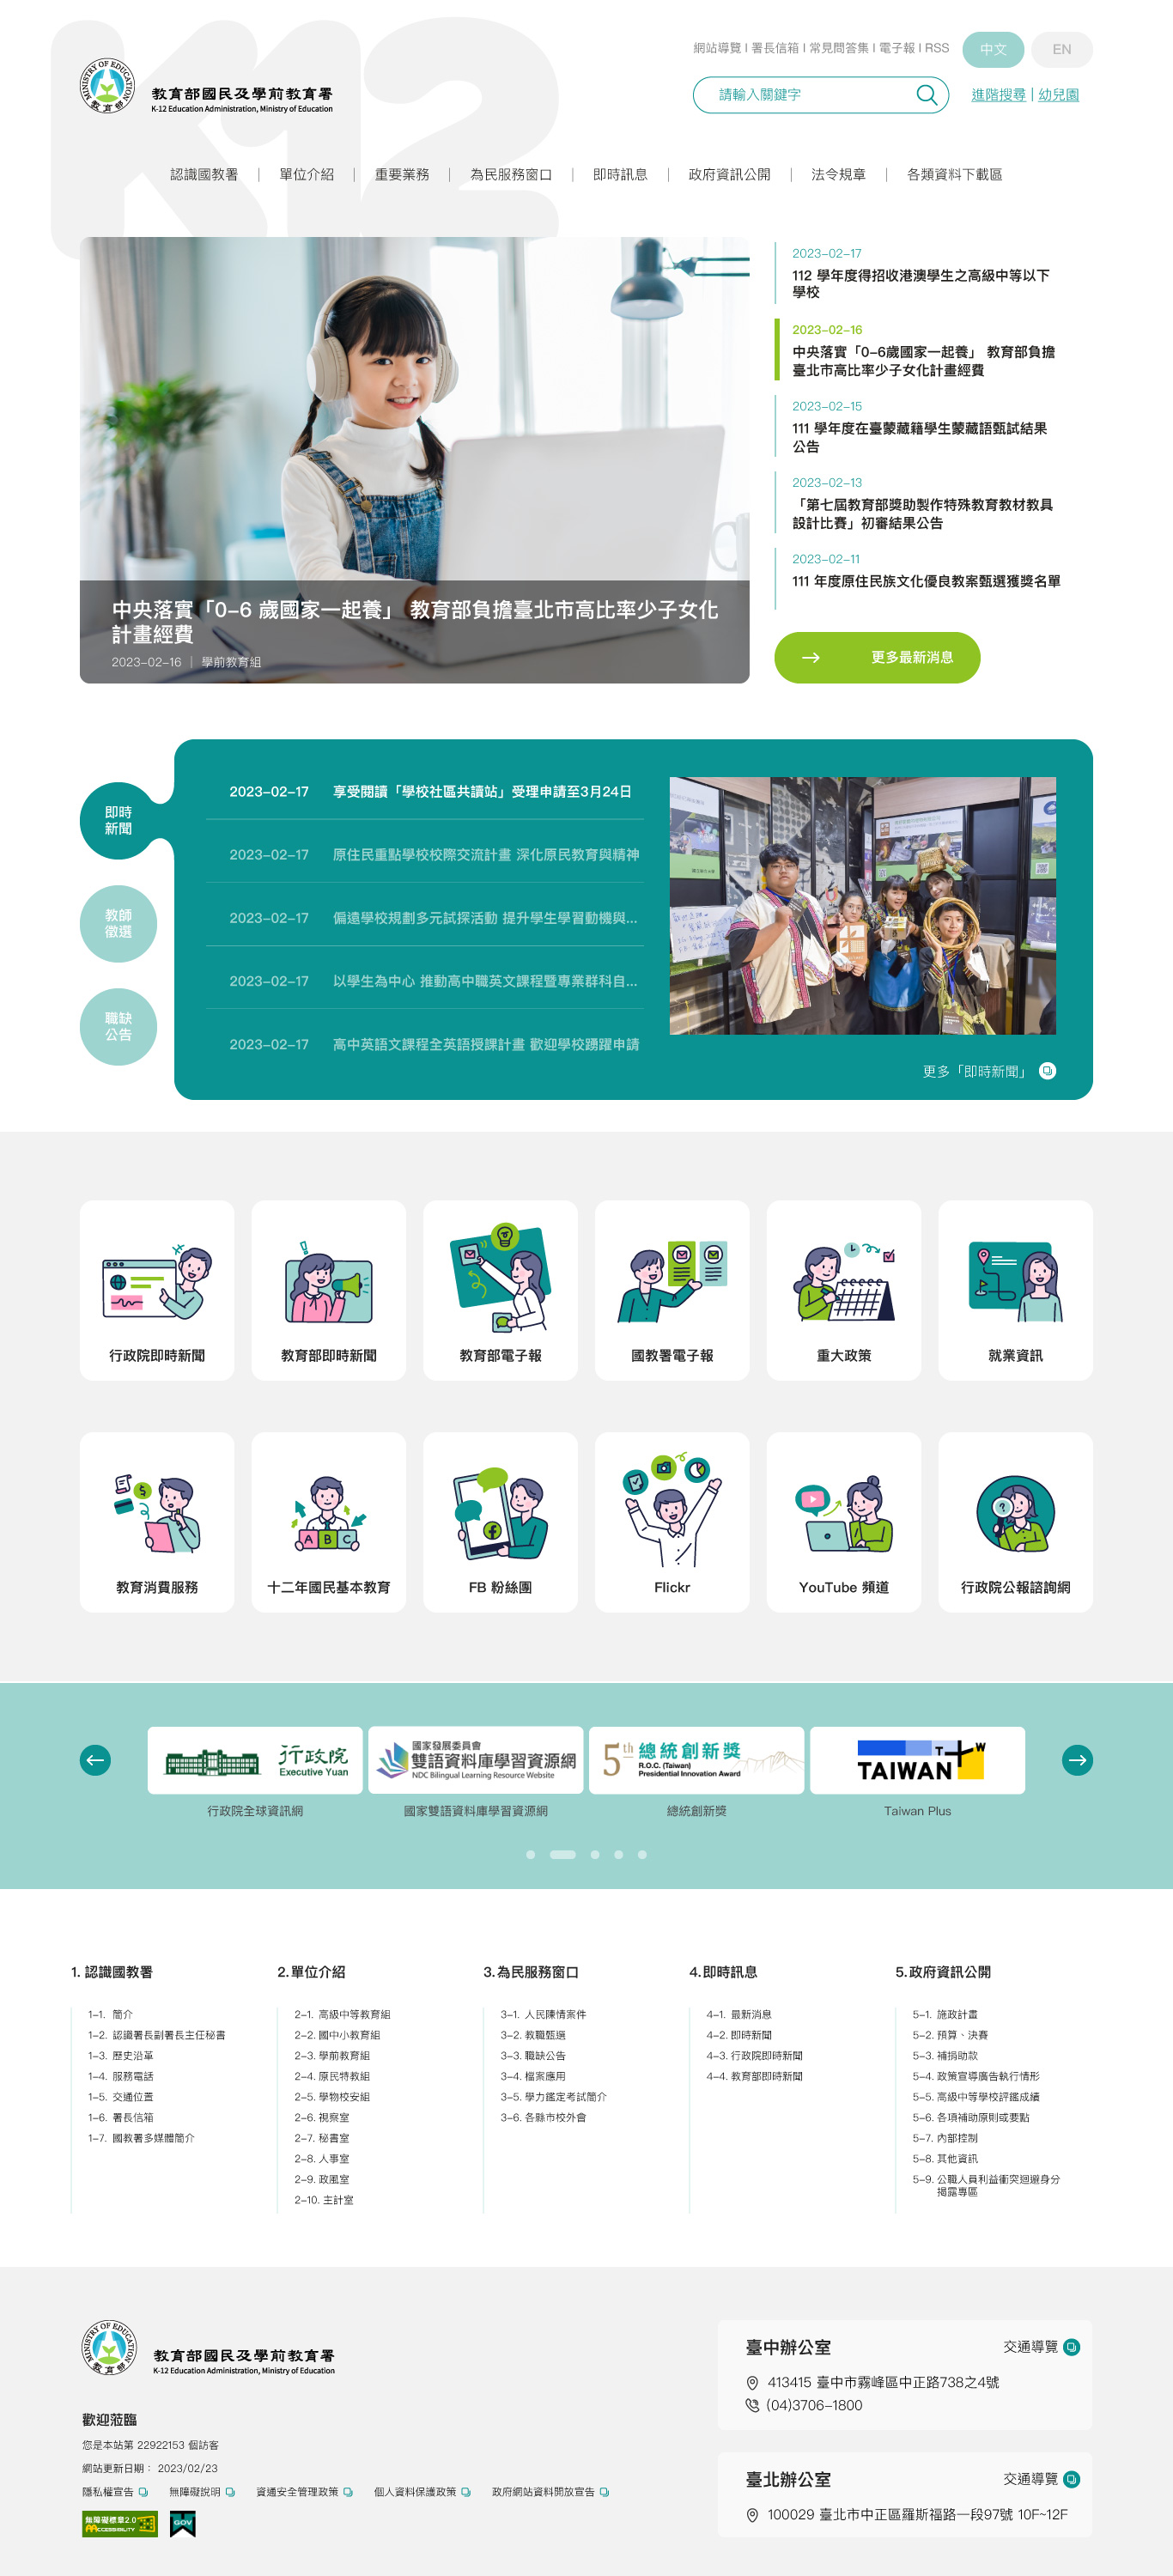 K12
MINISTRY OF EDUCATION
教育部
教育部國民及學前教育署
K-12 Education Administration, Ministry of Education
網站導覽 l 署長信箱 l 常見問答集 l 電子報 l RSS
中文
EN
請輸入關鍵字
進階搜尋 | 幼兒園
認識國教署 | 單位介紹 | 重要業務 | 為民服務窗口 | 即時訊息 | 政府資訊公開 | 法令規章 | 各類資料下載區
中央落實「0-6 歲國家一起養」 教育部負擔臺北市高比率少子女化
計畫經費
2023-02-16 | 學前教育組
2023-02-17
112 學年度得招收港澳學生之高級中等以下
學校
2023-02-16
中央落實「0-6歲國家一起養」 教育部負擔
臺北市高比率少子女化計畫經費
2023-02-15
111 學年度在臺蒙藏籍學生蒙藏語甄試結果
公告
2023-02-13
「第七屆教育部獎助製作特殊教育教材教具
設計比賽」初審結果公告
2023-02-11
111 年度原住民族文化優良教案甄選獲獎名單
更多最新消息
即時
新聞
教師
徵選
職缺
公告
2023-02-17 享受閱讀「學校社區共讀站」受理申請至3月24日
2023-02-17 原住民重點學校校際交流計畫 深化原民教育與精神
2023-02-17 偏遠學校規劃多元試探活動 提升學生學習動機與...
2023-02-17 以學生為中心 推動高中職英文課程暨專業群科自...
2023-02-17 高中英語文課程全英語授課計畫 歡迎學校踴躍申請
更多「即時新聞」
行政院即時新聞
教育部即時新聞
教育部電子報
國教署電子報
重大政策
就業資訊
A B C
教育消費服務
十二年國民基本教育
FB 粉絲團
Flickr
YouTube 頻道
行政院公報諮詢網
行政院
Executive Yuan
國家發展委員會
雙語資料庫學習資源網
NDC Bilingual Learning Resource Website
5th 總統創新獎
R.O.C. (Taiwan)
Presidential Innovation Award
TAIWAN
T W
行政院全球資訊網
國家雙語資料庫學習資源網
總統創新獎
Taiwan Plus
1. 認識國教署
1-1. 簡介
1-2. 認識署長副署長主任秘書
1-3. 歷史沿革
1-4. 服務電話
1-5. 交通位置
1-6. 署長信箱
1-7. 國教署多媒體簡介
2. 單位介紹
2-1. 高級中等教育組
2-2. 國中小教育組
2-3. 學前教育組
2-4. 原民特教組
2-5. 學物校安組
2-6. 視察室
2-7. 秘書室
2-8. 人事室
2-9. 政風室
2-10. 主計室
3. 為民服務窗口
3-1. 人民陳情案件
3-2. 教職甄選
3-3. 職缺公告
3-4. 檔案應用
3-5. 學力鑑定考試簡介
3-6. 各縣市校外會
4. 即時訊息
4-1. 最新消息
4-2. 即時新聞
4-3. 行政院即時新聞
4-4. 教育部即時新聞
5. 政府資訊公開
5-1. 施政計畫
5-2. 預算、決賽
5-3. 補捐助款
5-4. 政策宣導廣告執行情形
5-5. 高級中等學校評鑑成績
5-6. 各項補助原則或要點
5-7. 內部控制
5-8. 其他資訊
5-9. 公職人員利益衝突迴避身分
揭露專區
MINISTRY OF EDUCATION
教育部
教育部國民及學前教育署
K-12 Education Administration, Ministry of Education
歡迎蒞臨
您是本站第 22922153 個訪客
網站更新日期： 2023/02/23
隱私權宣告
無障礙說明
資通安全管理政策
個人資料保護政策
政府網站資料開放宣告
無障礙標章2.0
AACCESSIBILITY
GOV
臺中辦公室
交通導覽
413415 臺中市霧峰區中正路738之4號
(04)3706-1800
臺北辦公室
交通導覽
100029 臺北市中正區羅斯福路一段97號 10F~12F